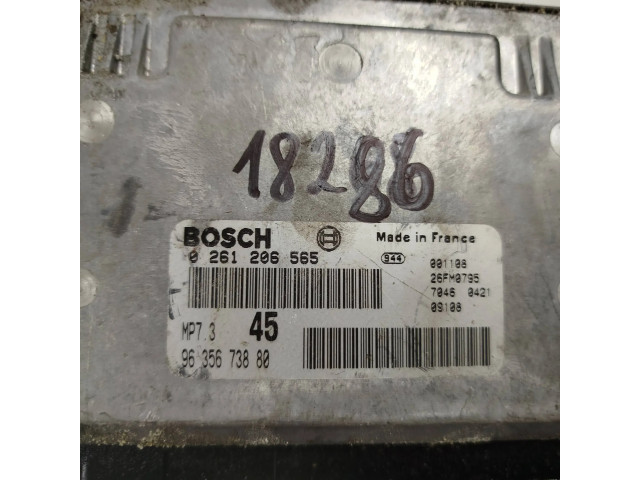 18286
BOSCH
Made in France
0 261 206 565
944
001108
26FM0795
7046 0421
09108
MP7.3 45
96 356 738 80